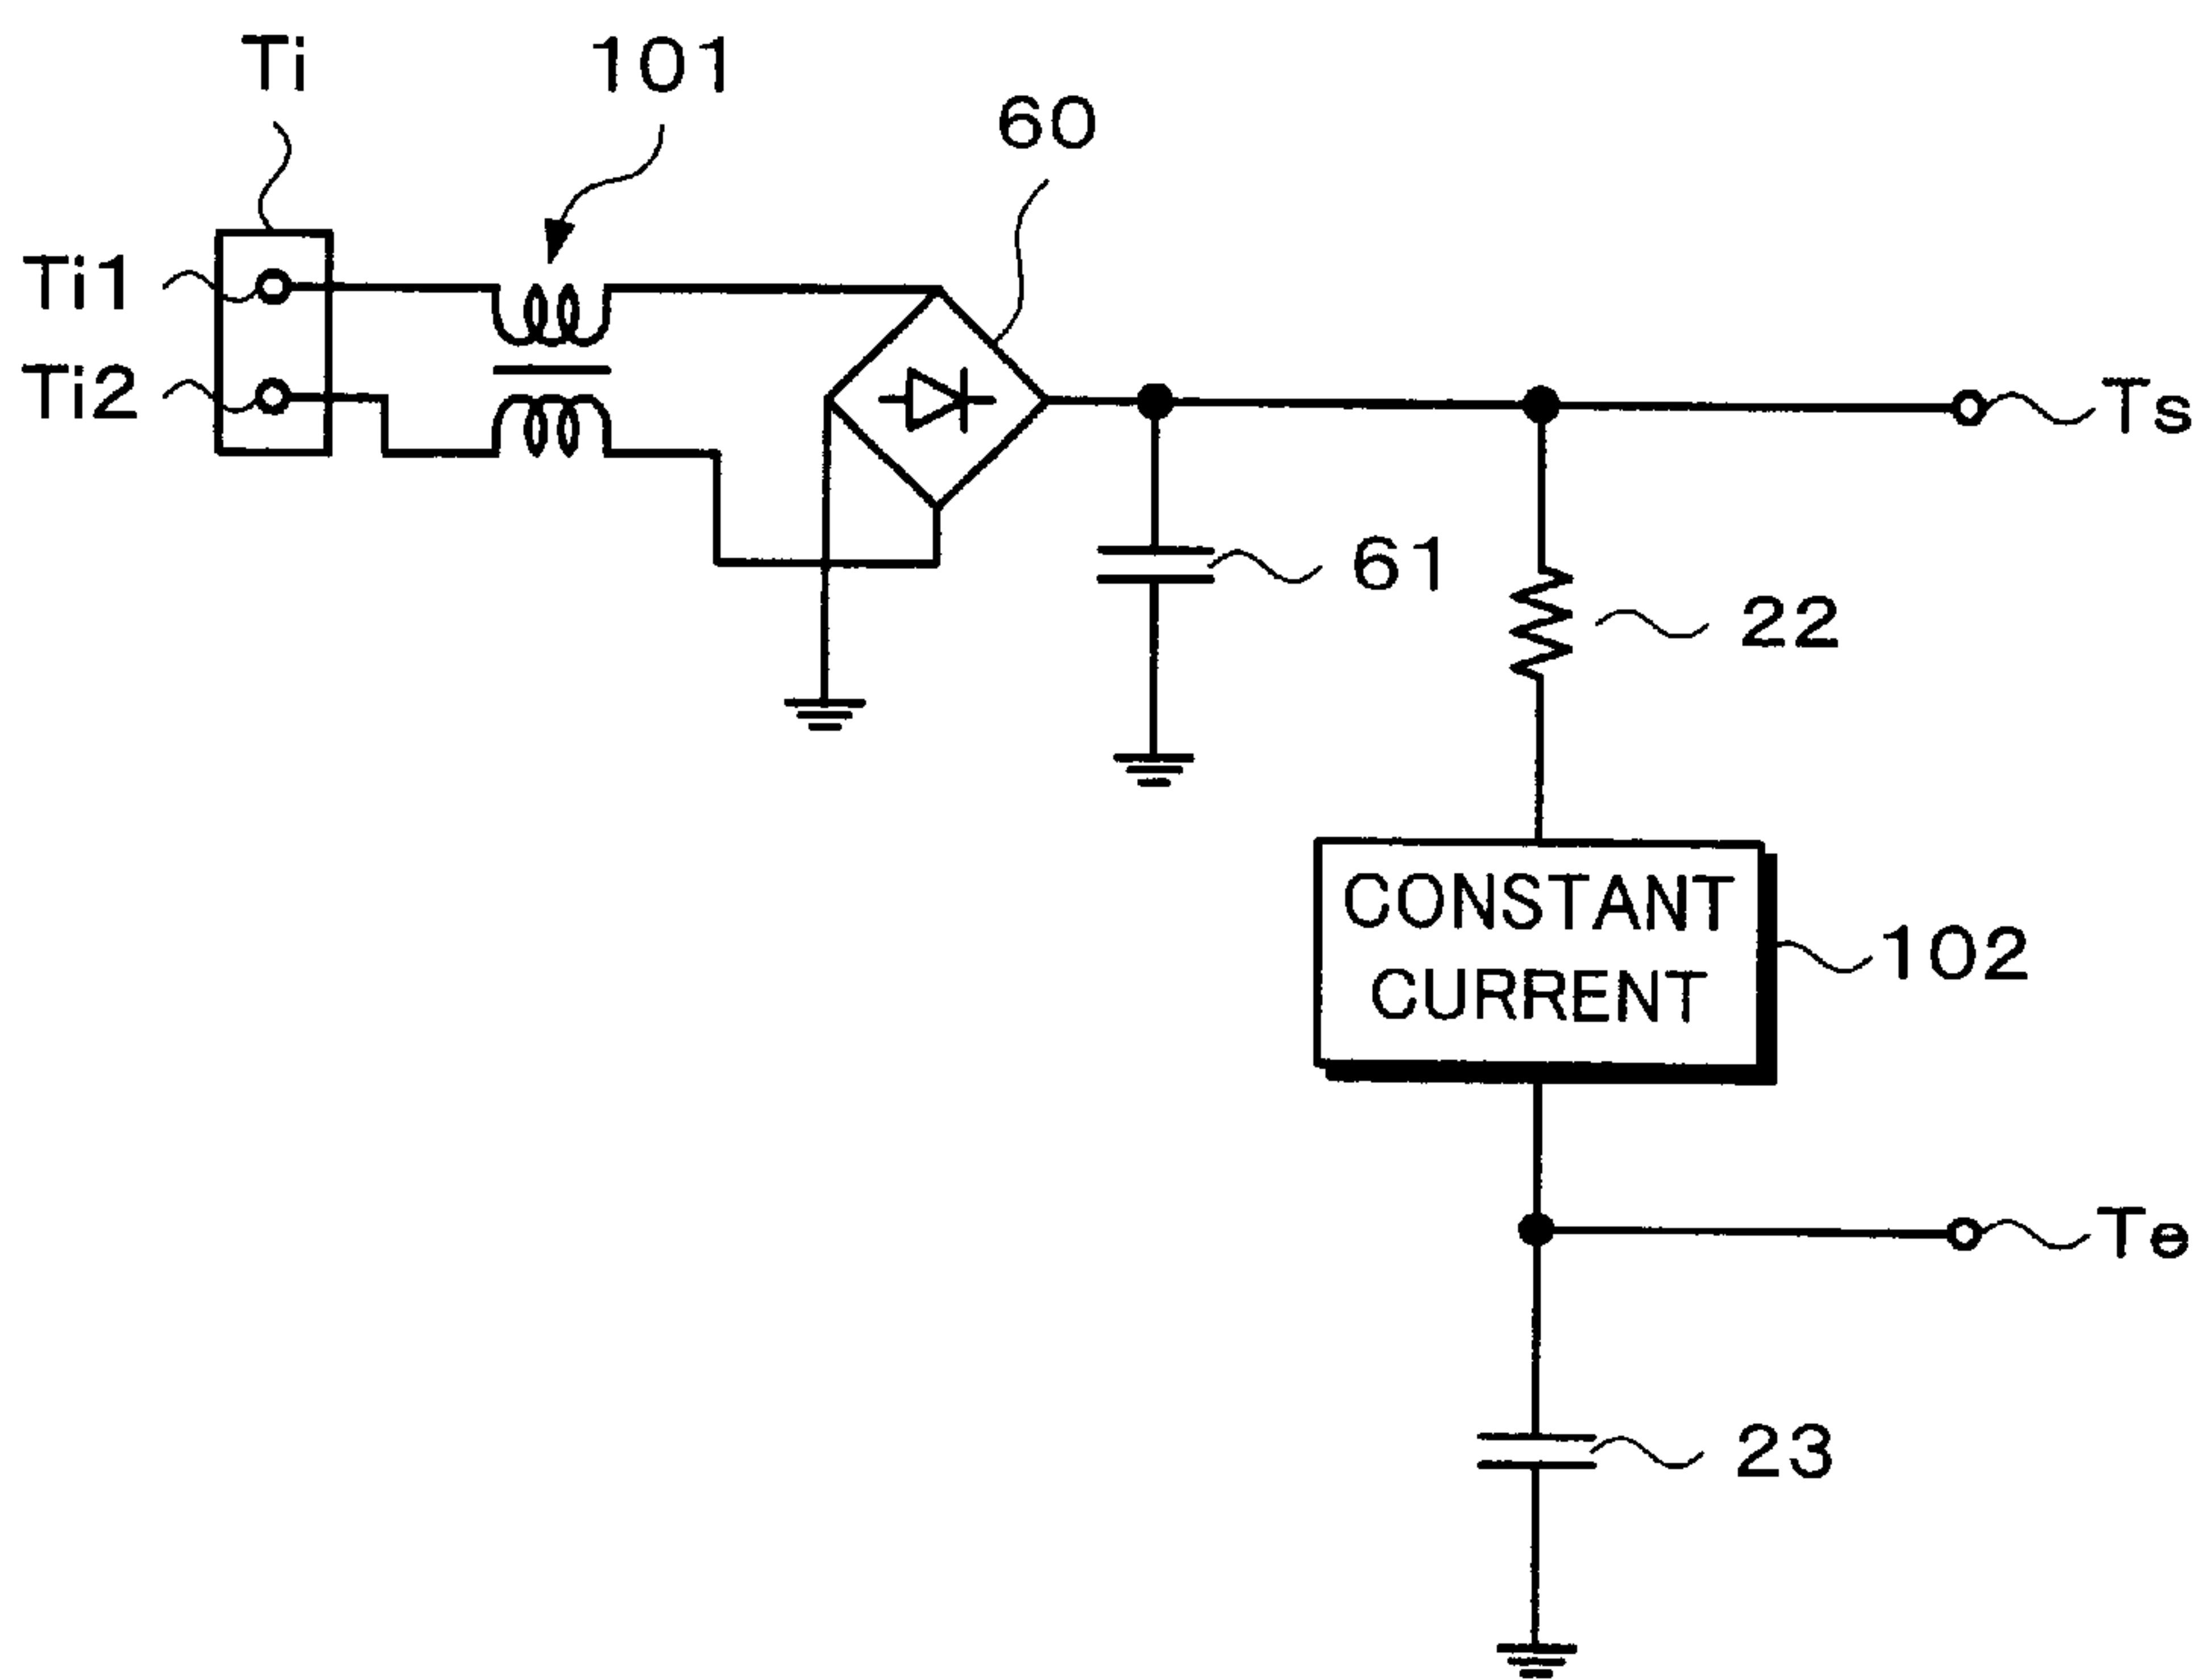 Ti
101
60
Ti1
Ti2
Ts
61
22
CONSTANT
CURRENT
102
Te
23